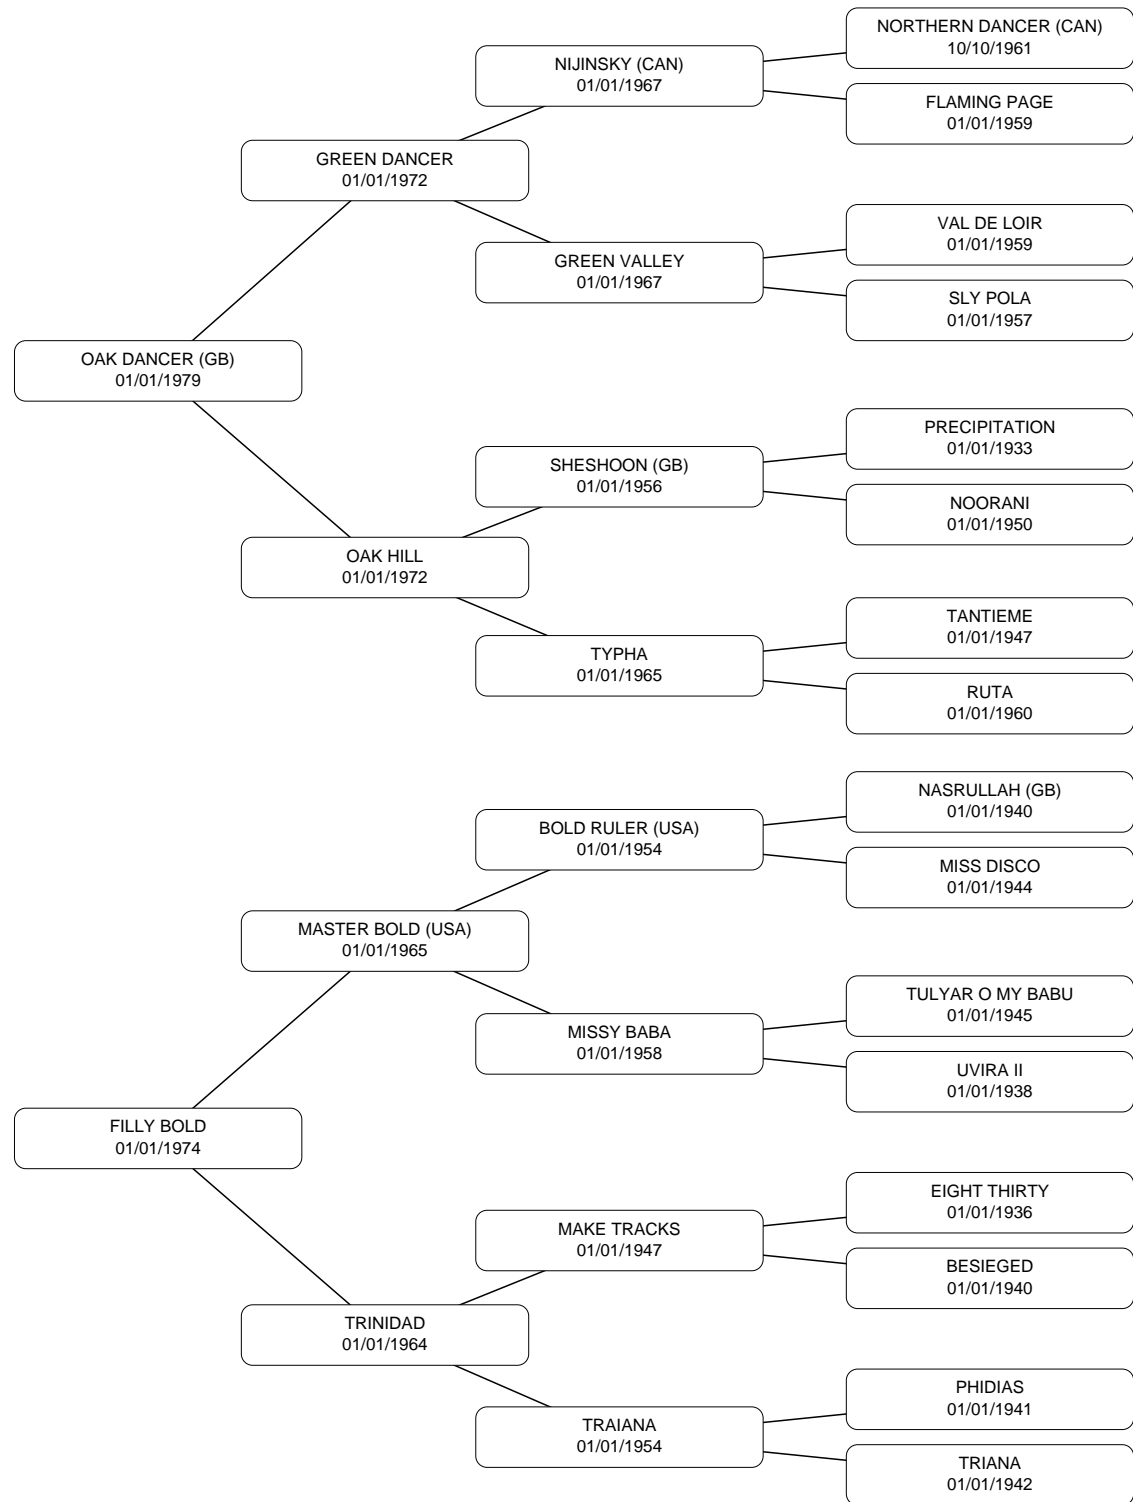 NORTHERN DANCER (CAN)
10/10/1961
NIJINSKY (CAN)
01/01/1967
FLAMING PAGE
01/01/1959
GREEN DANCER
01/01/1972
VAL DE LOIR
01/01/1959
GREEN VALLEY
01/01/1967
SLY POLA
01/01/1957
OAK DANCER (GB)
01/01/1979
PRECIPITATION
01/01/1933
SHESHOON (GB)
01/01/1956
NOORANI
01/01/1950
OAK HILL
01/01/1972
TANTIEME
01/01/1947
TYPHA
01/01/1965
RUTA
01/01/1960
NASRULLAH (GB)
01/01/1940
BOLD RULER (USA)
01/01/1954
MISS DISCO
01/01/1944
MASTER BOLD (USA)
01/01/1965
TULYAR O MY BABU
01/01/1945
MISSY BABA
01/01/1958
UVIRA II
01/01/1938
FILLY BOLD
01/01/1974
EIGHT THIRTY
01/01/1936
MAKE TRACKS
01/01/1947
BESIEGED
01/01/1940
TRINIDAD
01/01/1964
PHIDIAS
01/01/1941
TRAIANA
01/01/1954
TRIANA
01/01/1942